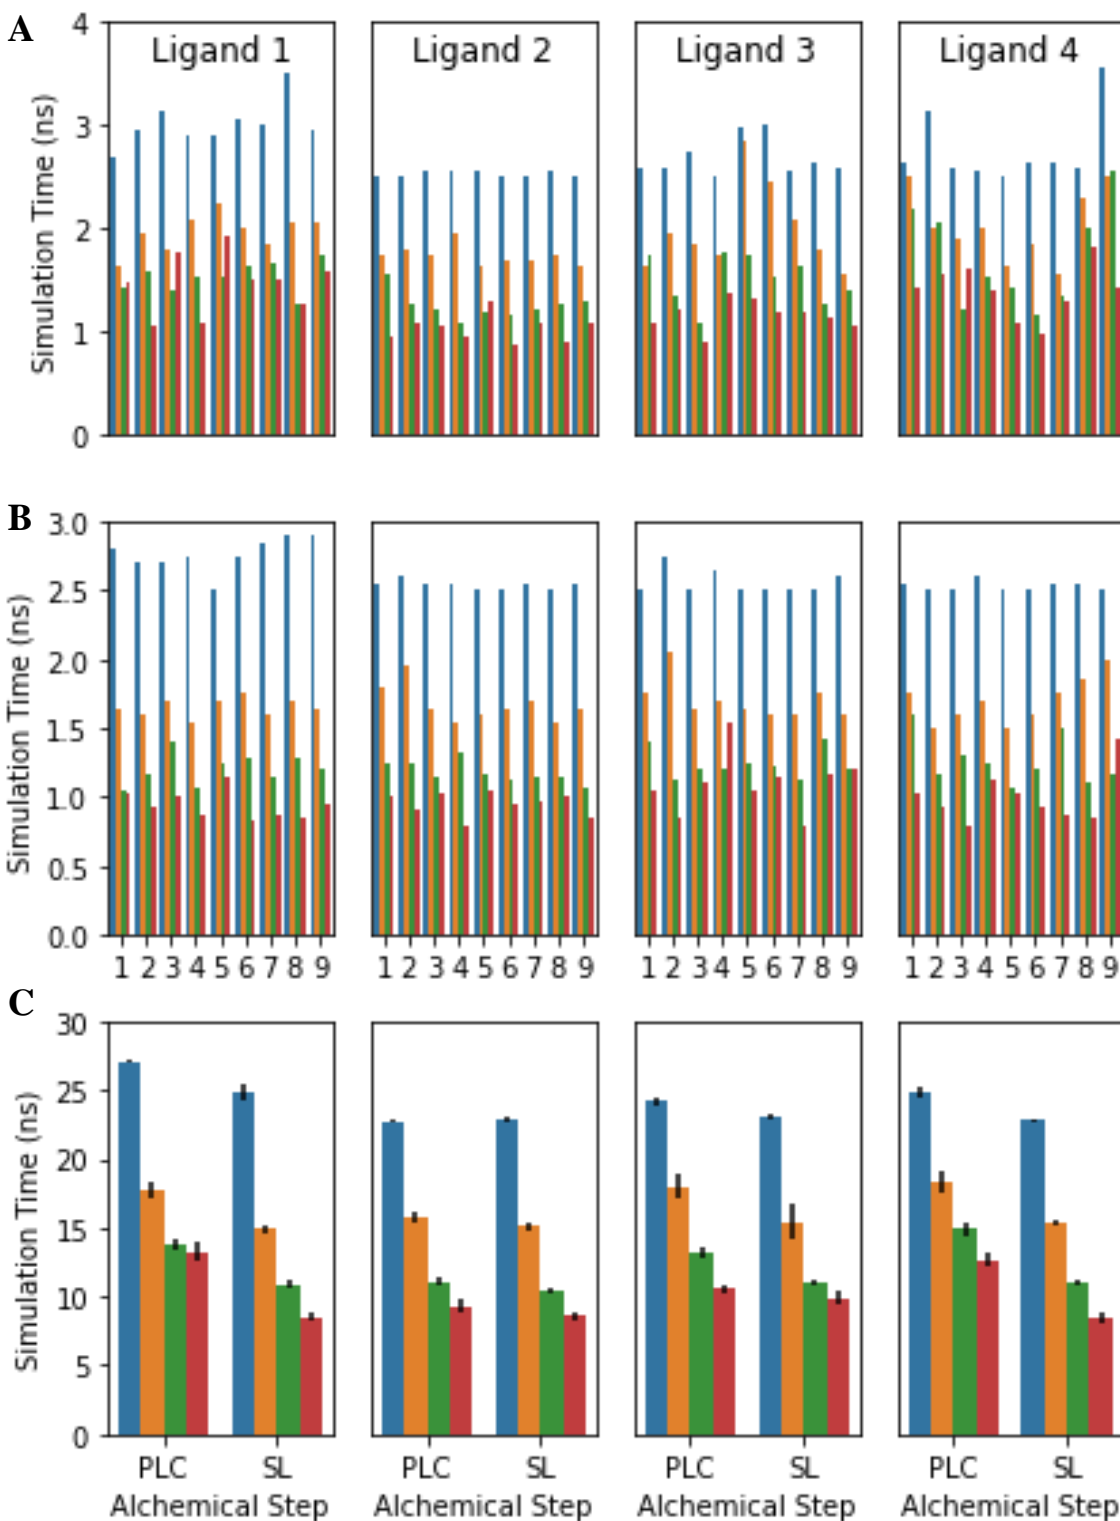 A
Ligand 1 Ligand 2 Ligand 3 Ligand 4
Simulation Time (ns)
4
3
2
1
0
B
Simulation Time (ns)
3.0
2.5
2.0
1.5
1.0
0.5
0.0
1 2 3 4 5 6 7 8 9 1 2 3 4 5 6 7 8 9 1 2 3 4 5 6 7 8 9 1 2 3 4 5 6 7 8 9
C
Simulation Time (ns)
30
25
20
15
10
5
0
PLC SL PLC SL PLC SL PLC SL
Alchemical Step Alchemical Step Alchemical Step Alchemical Step